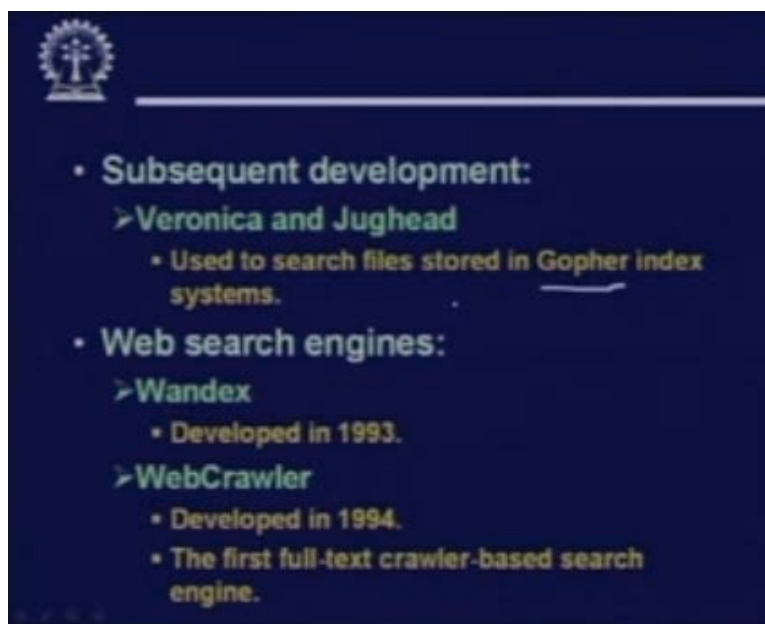 • Subsequent development:
➢Veronica and Jughead
▪ Used to search files stored in Gopher index
systems.
• Web search engines:
➢Wandex
▪ Developed in 1993.
➢WebCrawler
▪ Developed in 1994.
▪ The first full-text crawler-based search
engine.